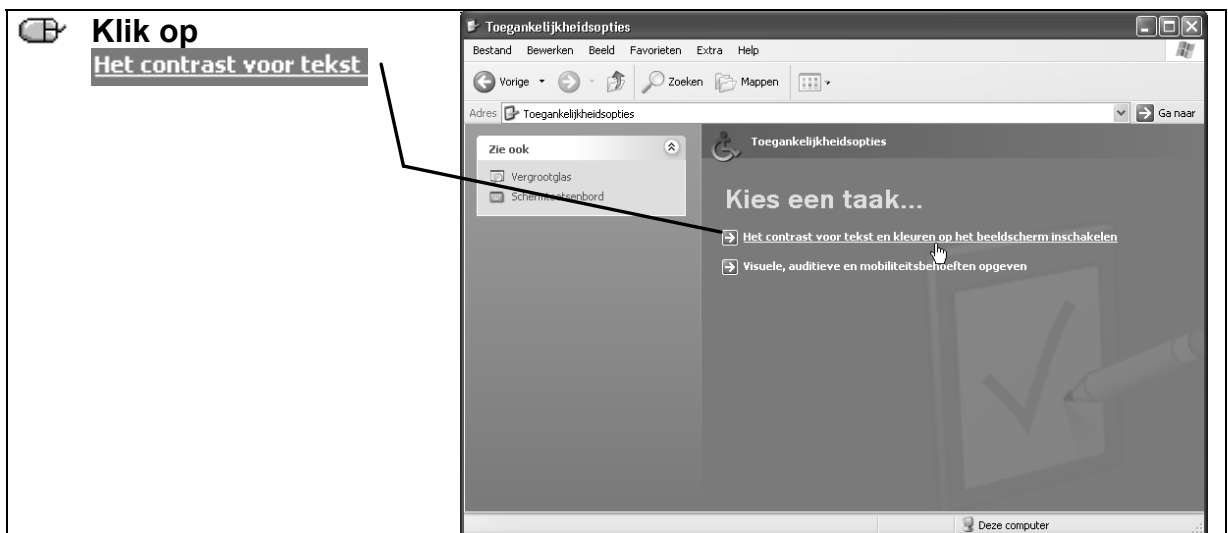 Klik op
Het contrast voor tekst
Toegankelijkheidsopties
Bestand Bewerken Beeld Favorieten Extra Help
Vorige Zoeken Mappen
Adres Toegankelijkheidsopties Ga naar
Zie ook
Vergrootglas
Schermtoetsenbord
Toegankelijkheidsopties
Kies een taak...
Het contrast voor tekst en kleuren op het beeldscherm inschakelen
Visuele, auditieve en mobiliteitsbehoeften opgeven
Deze computer